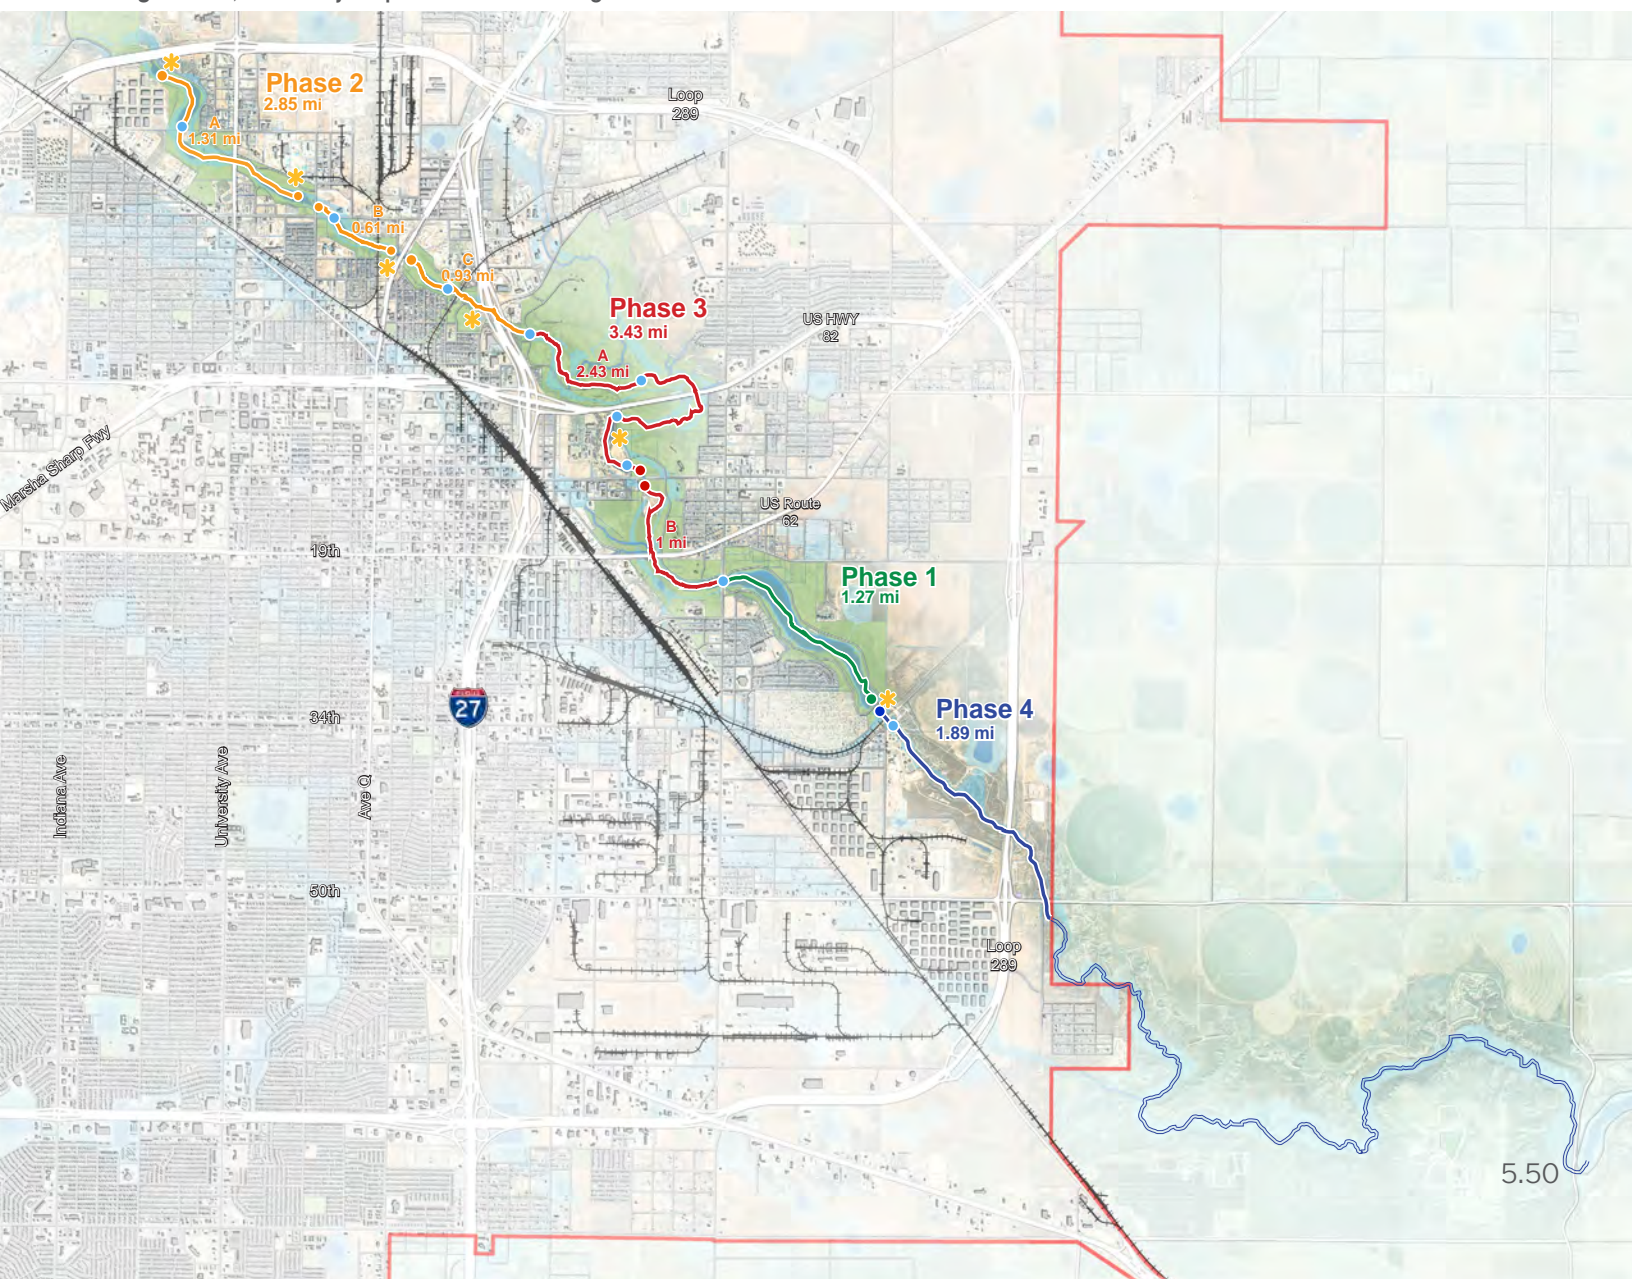 Phase 2
2.85 mi
A
1.31 mi
Loop
289
B
0.61 mi
C
0.93 mi
Phase 3
3.43 mi
US HWY
82
A
2.43 mi
Marsha Sharp Fwy
US Route
62
B
1 mi
19th
Phase 1
1.27 mi
27
34th
Phase 4
1.89 mi
Indiana Ave
University Ave
Ave Q
50th
Loop
289
5.50